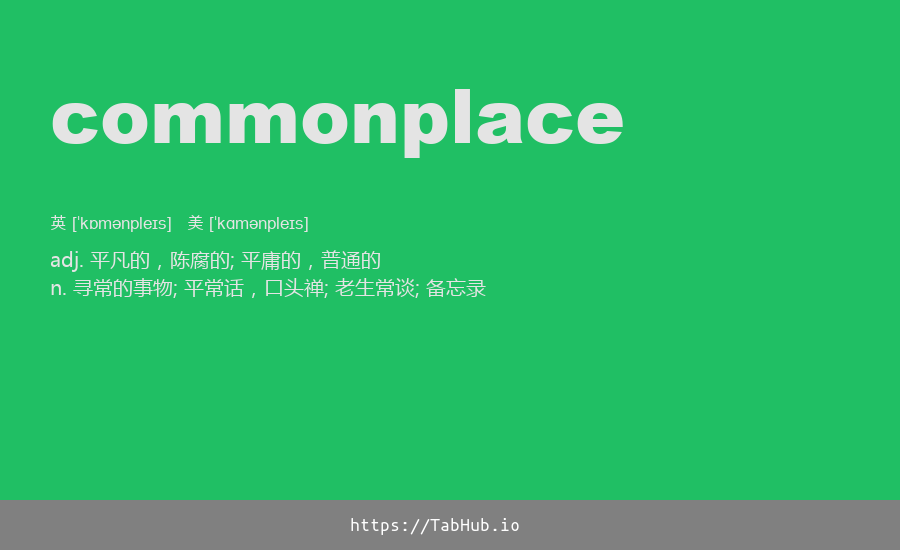 commonplace
英 [ˈkɒmənpleɪs] 美 [ˈkɑmənpleɪs]
adj. 平凡的，陈腐的; 平庸的，普通的
n. 寻常的事物; 平常话，口头禅; 老生常谈; 备忘录
https://TabHub.io